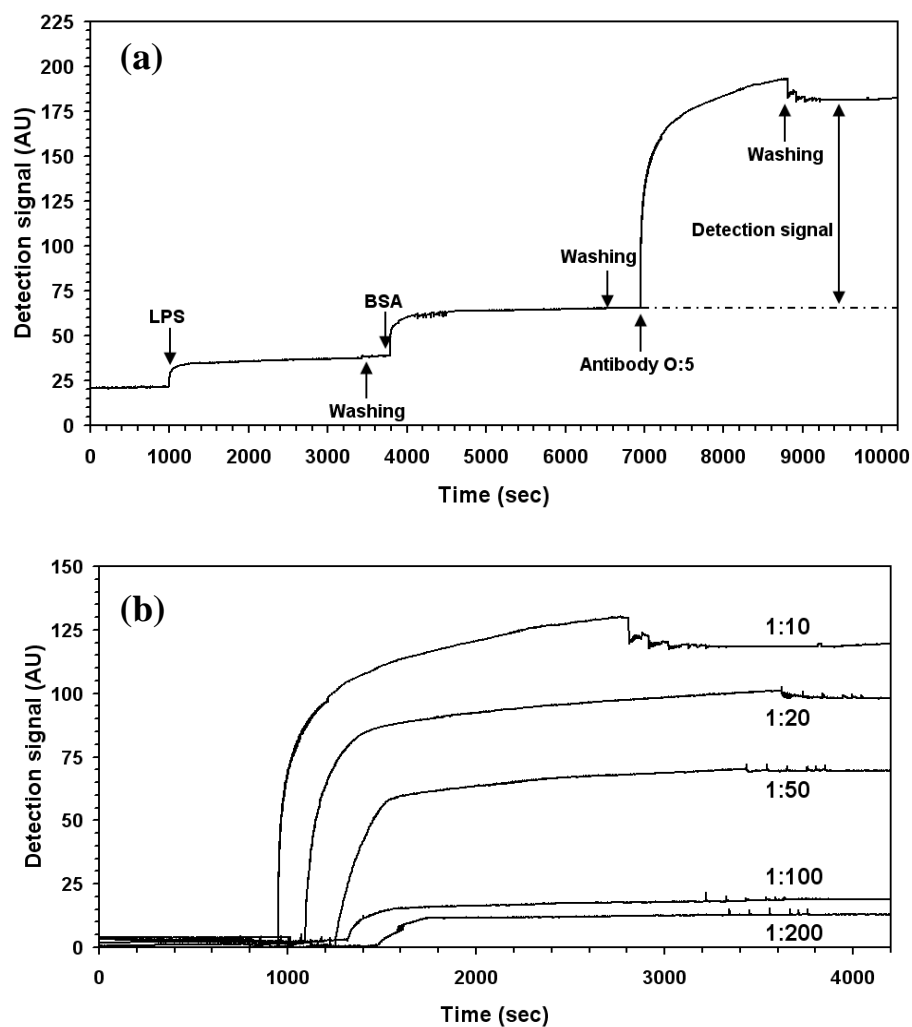 (a)
225
200
175
150
125
100
75
50
25
0
Detection signal (AU)
LPS
Washing
BSA
Washing
Antibody O:5
Washing
Detection signal
0 1000 2000 3000 4000 5000 6000 7000 8000 9000 10000
Time (sec)
(b)
150
125
100
75
50
25
0
Detection signal (AU)
1:10
1:20
1:50
1:100
1:200
0 1000 2000 3000 4000
Time (sec)